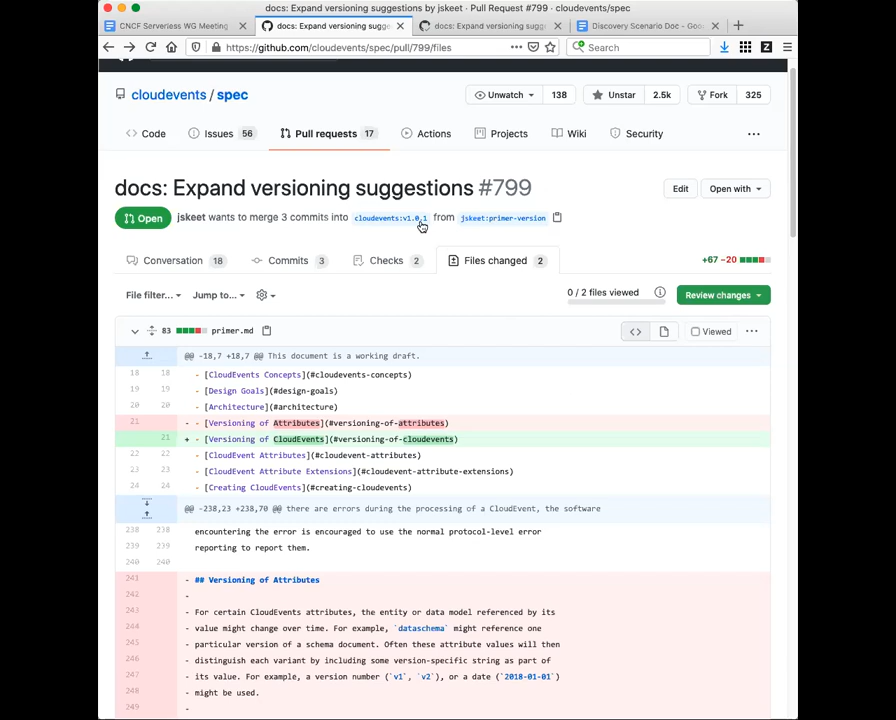 docs: Expand versioning suggestions by jskeet · Pull Request #799 · cloudevents/spec
CNCF Serverless WG Meeting
docs: Expand versioning sugge
docs: Expand versioning sugge
Discovery Scenario Doc - Goo
https://github.com/cloudevents/spec/pull/799/files
Search
cloudevents / spec
Unwatch 138
Unstar 2.5k
Fork 325
Code
Issues 56
Pull requests 17
Actions
Projects
Wiki
Security
docs: Expand versioning suggestions #799
Edit
Open with
Open
jskeet wants to merge 3 commits into cloudevents:v1.0.1 from jskeet:primer-version
Conversation 18
Commits 3
Checks 2
Files changed 2
+67 −20
File filter...
Jump to...
0 / 2 files viewed
Review changes
83 primer.md
Viewed
@@ -18,7 +18,7 @@ This document is a working draft.
18 18 - [CloudEvents Concepts](#cloudevents-concepts)
19 19 - [Design Goals](#design-goals)
20 20 - [Architecture](#architecture)
21 - - [Versioning of Attributes](#versioning-of-attributes)
21 + - [Versioning of CloudEvents](#versioning-of-cloudevents)
22 22 - [CloudEvent Attributes](#cloudevent-attributes)
23 23 - [CloudEvent Attribute Extensions](#cloudevent-attribute-extensions)
24 24 - [Creating CloudEvents](#creating-cloudevents)
@@ -238,23 +238,70 @@ there are errors during the processing of a CloudEvent, the software
238 238 encountering the error is encouraged to use the normal protocol-level error
239 239 reporting to report them.
240 240
241 - ## Versioning of Attributes
242 -
243 - For certain CloudEvents attributes, the entity or data model referenced by its
244 - value might change over time. For example, `dataschema` might reference one
245 - particular version of a schema document. Often these attribute values will then
246 - distinguish each variant by including some version-specific string as part of
247 - its value. For example, a version number (`v1`, `v2`), or a date (`2018-01-01`)
248 - might be used.
249 -